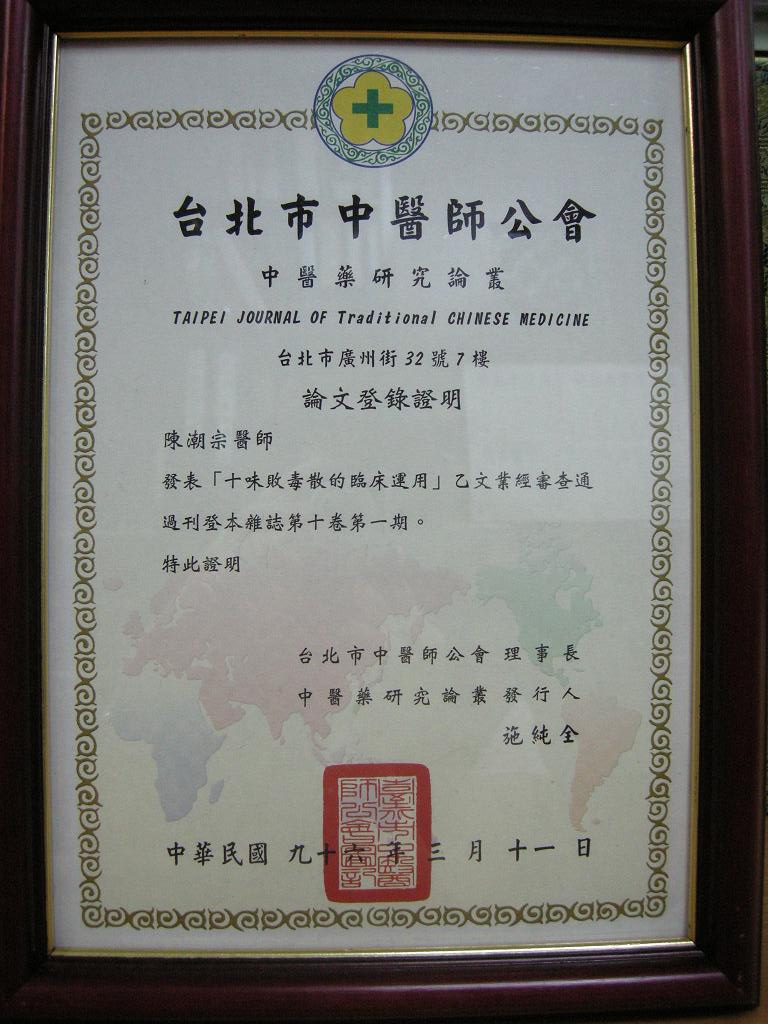 台北市中醫師公會
中醫藥研究論叢
TAIPEI JOURNAL OF Traditional CHINESE MEDICINE
台北市廣州街32號7樓
論文登錄證明
陳潮宗醫師
發表「十味敗毒散的臨床運用」乙文業經審查通
過刊登本雜誌第十卷第一期。
特此證明
台北市中醫師公會理事長
中醫藥研究論叢發行人
施純全
中華民國九十六年三月十一日